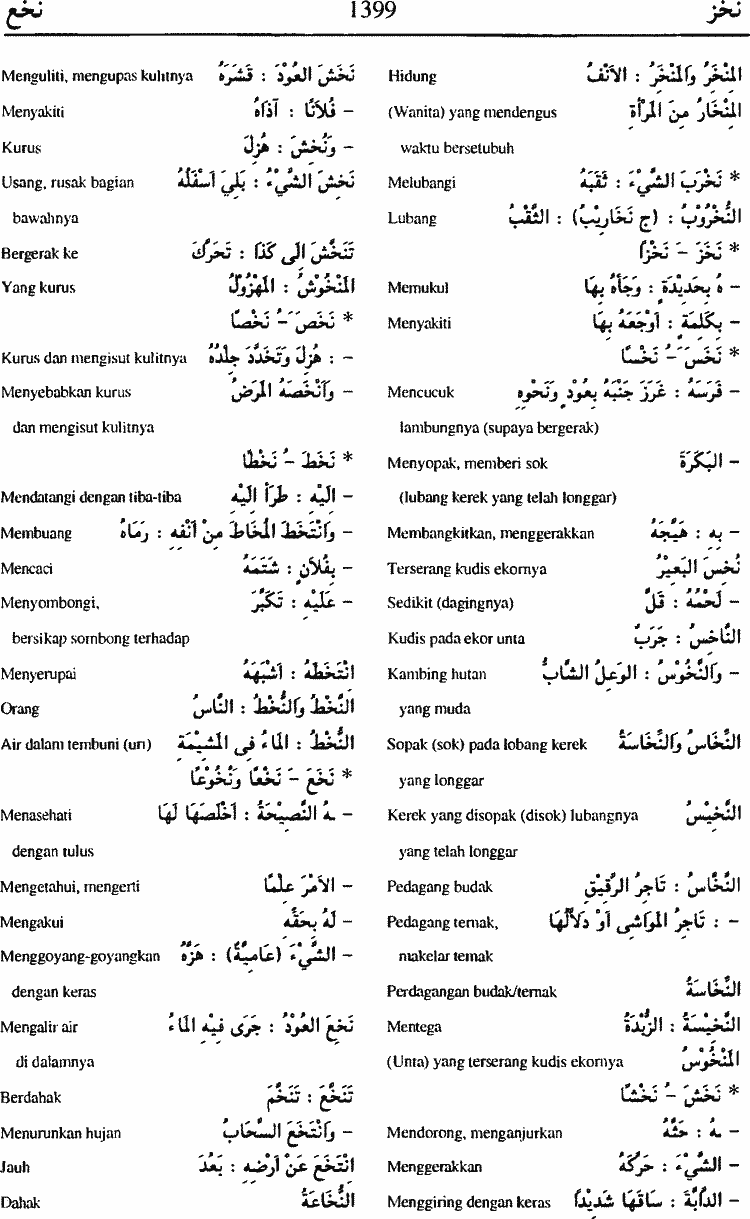 نخز 1399 نخع
المَنْخَرُ وَالْمَنْخِرُ : الأَنْفُ Hidung
المِنْخَارُ مِنَ المَرْأَةِ (Wanita) yang mendengus
waktu bersetubuh
* نَخْرَبَ الشَّيْءَ : ثَقَبَهُ Melubangi
النُّخْرُوْبُ : (ج نَخَارِيْبُ) : الثَّقْبُ Lubang
* نَخَزَ – نَخْزًا
– هُ بِحَدِيْدَةٍ : وَجَأَهُ بِهَا Memukul
– بِكَلِمَةٍ : أَوْجَعَهُ بِهَا Menyakiti
* نَخَسَ – نَخْسًا
– فَرَسَهُ : غَرَزَ جَنْبَهُ بِعُوْدٍ وَنَحْوِهِ Mencucuk
lambungnya (supaya bergerak)
– البَكَرَةَ Menyopak, memberi sok
(lubang kerek yang telah longgar)
– بِهِ : هَيَّجَهُ Membangkitkan, menggerakkan
نُخِسَ البَعِيْرُ Terserang kudis ekornya
– لَحْمُهُ : قَلَّ Sedikit (dagingnya)
النَّاخِسُ : جَرَبٌ Kudis pada ekor unta
– وَالنَّخُوْسُ : الوَعِلُ الشَّابُّ Kambing hutan
yang muda
النِّخَاسُ وَالنِّخَاسَةُ Sopak (sok) pada lobang kerek
yang longgar
النَّخِيْسُ Kerek yang disopak (disok) lubangnya
yang telah longgar
النَّخَّاسُ : تَاجِرُ الرَّقِيْقِ Pedagang budak
– : تَاجِرُ المَوَاشِى أَوْ دَلاَّلُهَا Pedagang ternak,
makelar ternak
النِّخَاسَةُ Perdagangan budak/ternak
النَّخِيْسَةُ : الزُّبْدَةُ Mentega
المَنْخُوْسُ (Unta) yang terserang kudis ekornya
* نَخَشَ – نَخْشًا
– هُ : حَثَّهُ Mendorong, menganjurkan
– الشَّيْءَ : حَرَّكَهُ Menggerakkan
– الدَّابَّةَ : سَاقَهَا شَدِيْدًا Menggiring dengan keras
نَخَشَ العُوْدَ : قَشَرَهُ Menguliti, mengupas kulitnya
– فُلاَنًا : آذَاهُ Menyakiti
– وَنُخِشَ : هُزِلَ Kurus
نَخِشَ الشَّيْءُ : بَلِيَ أَسْفَلُهُ Usang, rusak bagian
bawahnya
تَنَخَّشَ اِلَى كَذَا : تَحَرَّكَ Bergerak ke
المَنْخُوْشُ : المَهْزُوْلُ Yang kurus
* نَخَصَ – نَخْصًا
– : هُزِلَ وَتَخَدَّدَ جِلْدُهُ Kurus dan mengisut kulitnya
– وَأَنْخَصَهُ المَرَضُ Menyebabkan kurus
dan mengisut kulitnya
* نَخَطَ – نَخْطًا
– اِلَيْهِ : طَرَأَ اِلَيْهِ Mendatangi dengan tiba-tiba
– وَانْتَخَطَ المُخَاطَ مِنْ أَنْفِهِ : رَمَاهُ Membuang
– بِفُلاَنٍ : شَتَمَهُ Mencaci
– عَلَيْهِ : تَكَبَّرَ Menyombongi,
bersikap sombong terhadap
انْتَخَطَهُ : اَشْبَهَهُ Menyerupai
النَّخْطُ وَالنُّخْطُ : النَّاسُ Orang
النُّخْطُ : المَاءُ فِى المَشِيْمَةِ Air dalam tembuni (uri)
* نَخَعَ – نَخْعًا وَنُخُوْعًا
– هُ النَّصِيْحَةَ : أَخْلَصَهَا لَهَا Menasehati
dengan tulus
– الأَمْرَ عِلْمًا Mengetahui, mengerti
– لَهُ بِحَقِّهِ Mengakui
– الشَّيْءَ (عَامِيَّةٌ) : هَزَّهُ Menggoyang-goyangkan
dengan keras
نَخِعَ العُوْدُ : جَرَى فِيْهِ المَاءُ Mengalir air
di dalamnya
تَنَخَّعَ : تَنَخَّمَ Berdahak
– وَانْتَخَعَ السَّحَابُ Menurunkan hujan
انْتَخَعَ عَنْ أَرْضِهِ : بَعُدَ Jauh
النُّخَاعَةُ Dahak